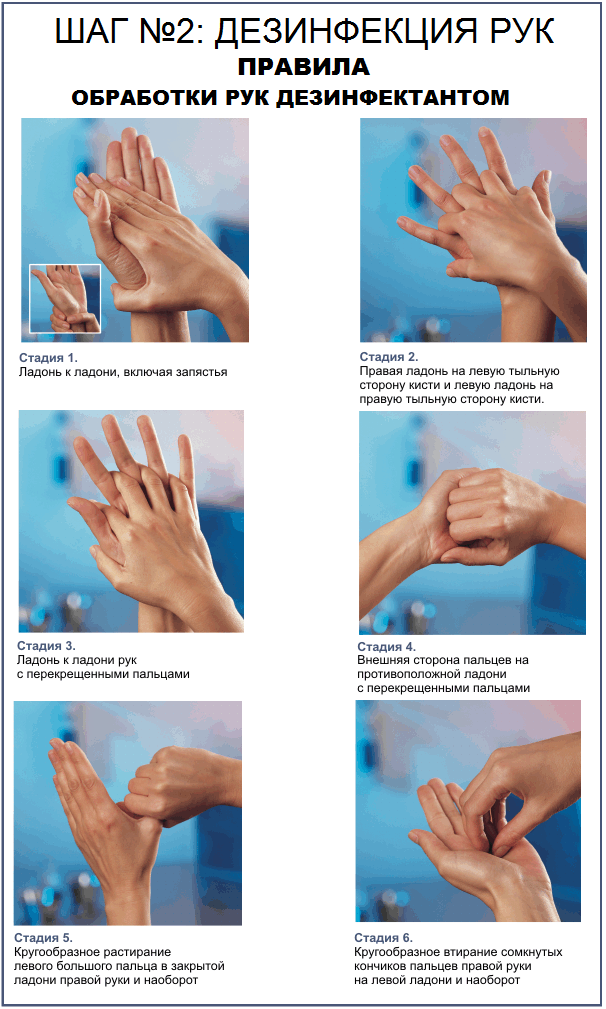 ШАГ №2: ДЕЗИНФЕКЦИЯ РУК
ПРАВИЛА
ОБРАБОТКИ РУК ДЕЗИНФЕКТАНТОМ
Стадия 1.
Ладонь к ладони, включая запястья
Стадия 2.
Правая ладонь на левую тыльную
сторону кисти и левую ладонь на
правую тыльную сторону кисти.
Стадия 3.
Ладонь к ладони рук
с перекрещенными пальцами
Стадия 4.
Внешняя сторона пальцев на
противоположной ладони
с перекрещенными пальцами
Стадия 5.
Кругообразное растирание
левого большого пальца в закрытой
ладони правой руки и наоборот
Стадия 6.
Кругообразное втирание сомкнутых
кончиков пальцев правой руки
на левой ладони и наоборот